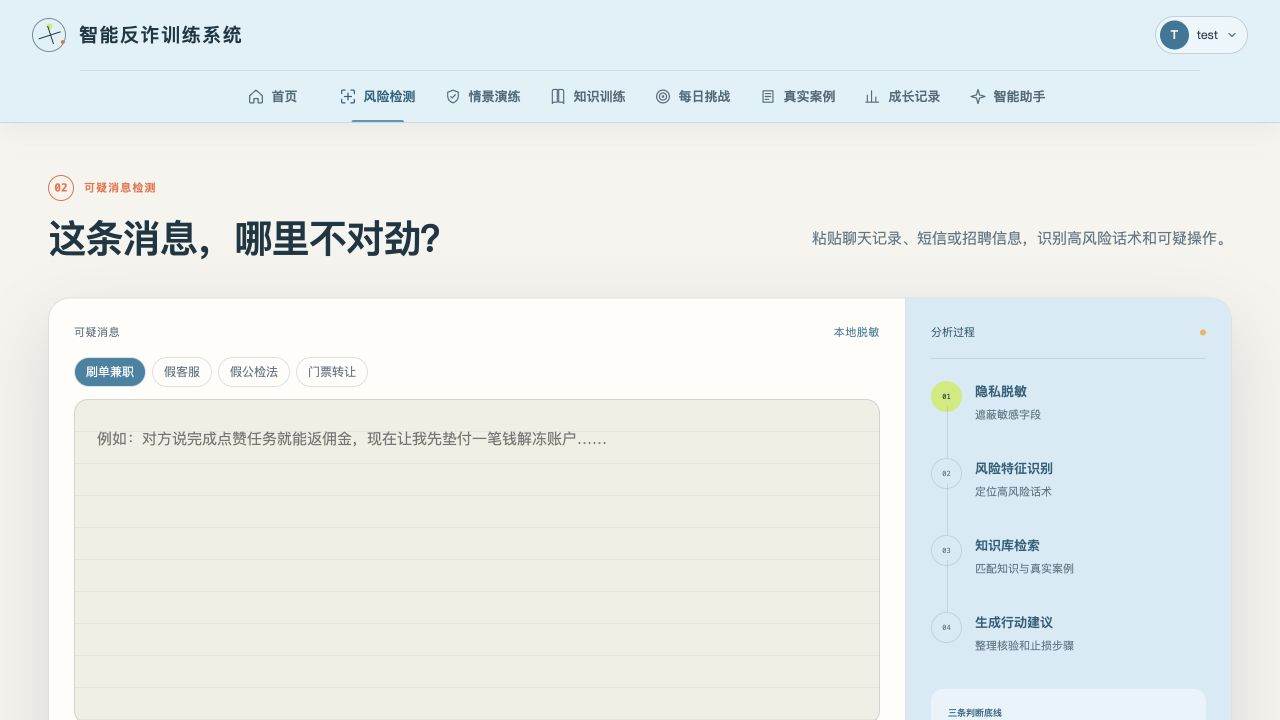 智能反诈训练系统
T test
首页 风险检测 情景演练 知识训练 每日挑战 真实案例 成长记录 智能助手
02 可疑消息检测
这条消息，哪里不对劲？
粘贴聊天记录、短信或招聘信息，识别高风险话术和可疑操作。
可疑消息 本地脱敏
刷单兼职 假客服 假公检法 门票转让
例如：对方说完成点赞任务就能返佣金，现在让我先垫付一笔钱解冻账户……
分析过程
01 隐私脱敏
遮蔽敏感字段
02 风险特征识别
定位高风险话术
03 知识库检索
匹配知识与真实案例
04 生成行动建议
整理核验和止损步骤
三条判断底线